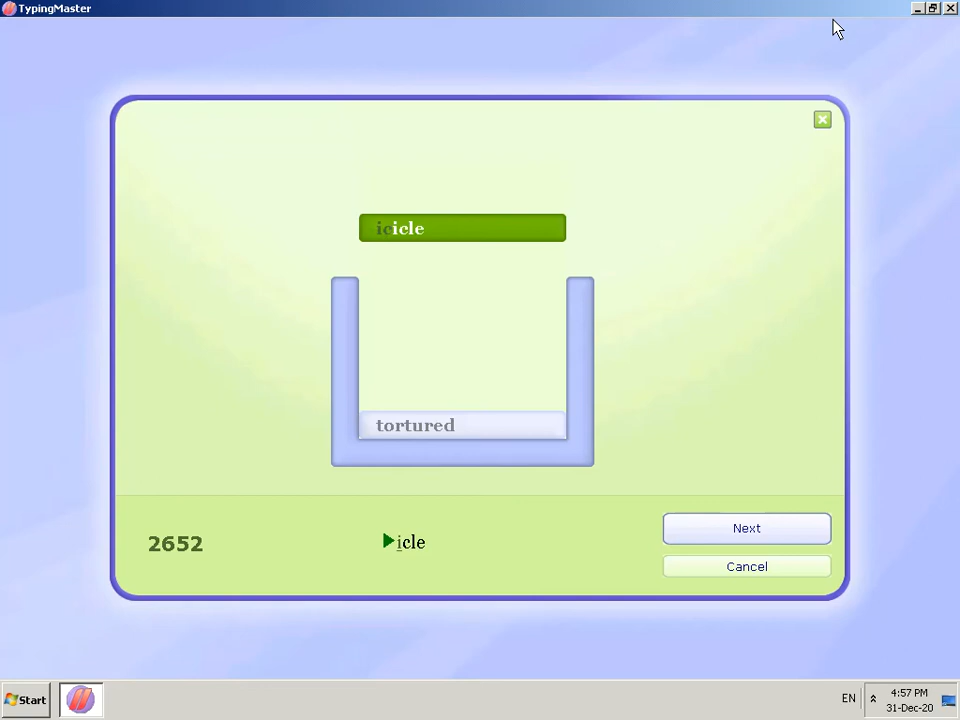 TypingMaster
icicle
tortured
2652
icle
Next
Cancel
Start
EN
4:57 PM
31-Dec-20